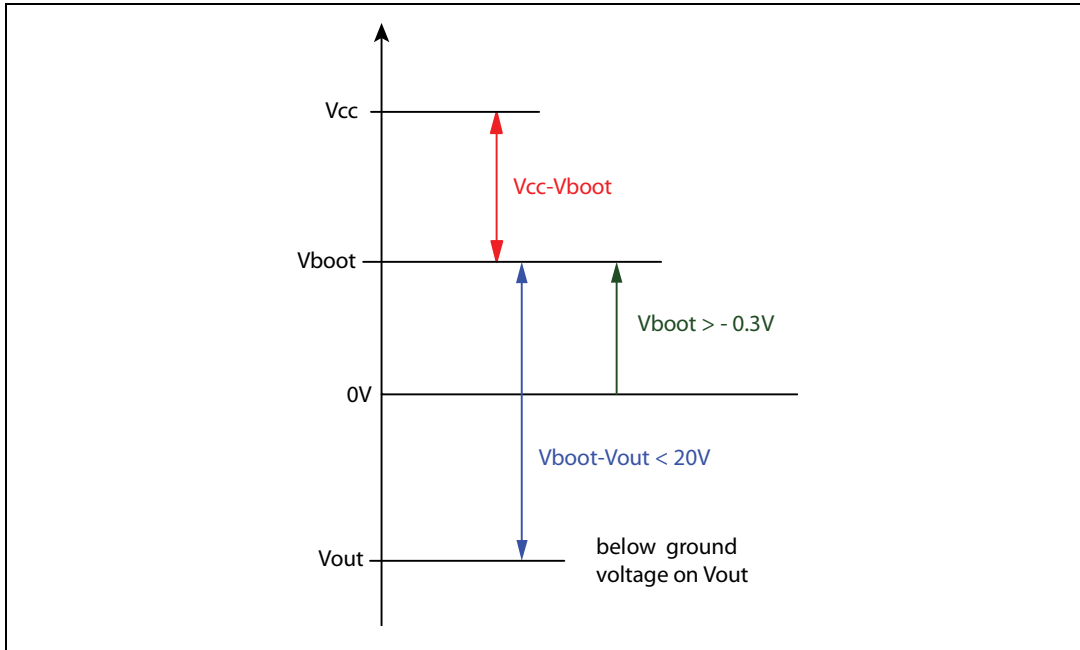 Vcc
Vcc-Vboot
Vboot
Vboot > - 0.3V
0V
Vboot-Vout < 20V
Vout
below ground
voltage on Vout